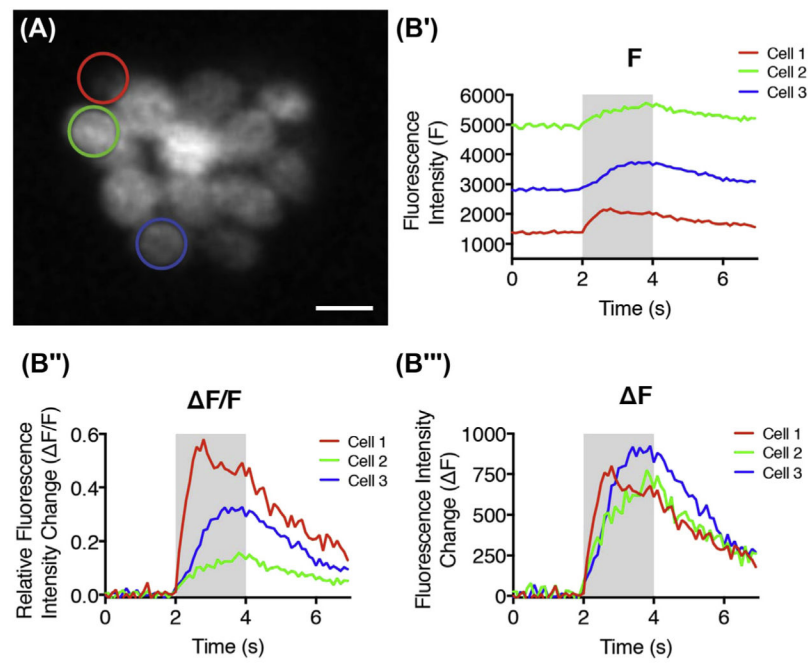 (A)
(B')
F
Cell 1
Cell 2
Cell 3
Fluorescence
Intensity (F)
6000
5000
4000
3000
2000
1000
0
2
4
6
Time (s)
(B")
ΔF/F
Relative Fluorescence
Intensity Change (ΔF/F)
0.6
0.4
0.2
0.0
0
2
4
6
Time (s)
Cell 1
Cell 2
Cell 3
(B"')
ΔF
Fluorescence Intensity
Change (ΔF)
1000
750
500
250
0
0
2
4
6
Time (s)
Cell 1
Cell 2
Cell 3